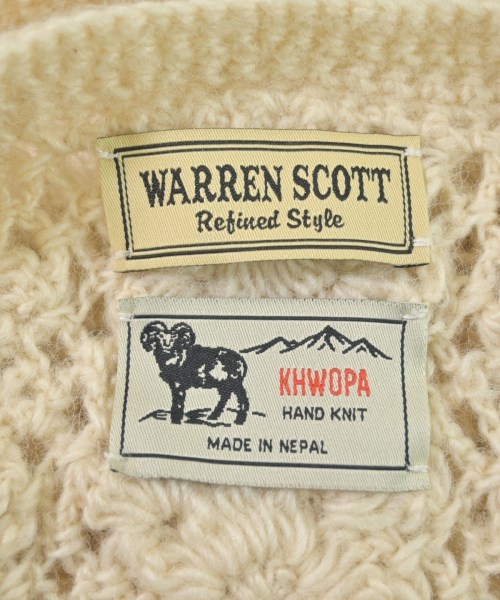 WARREN SCOTT
Refined Style
KHWOPA
HAND KNIT
MADE IN NEPAL